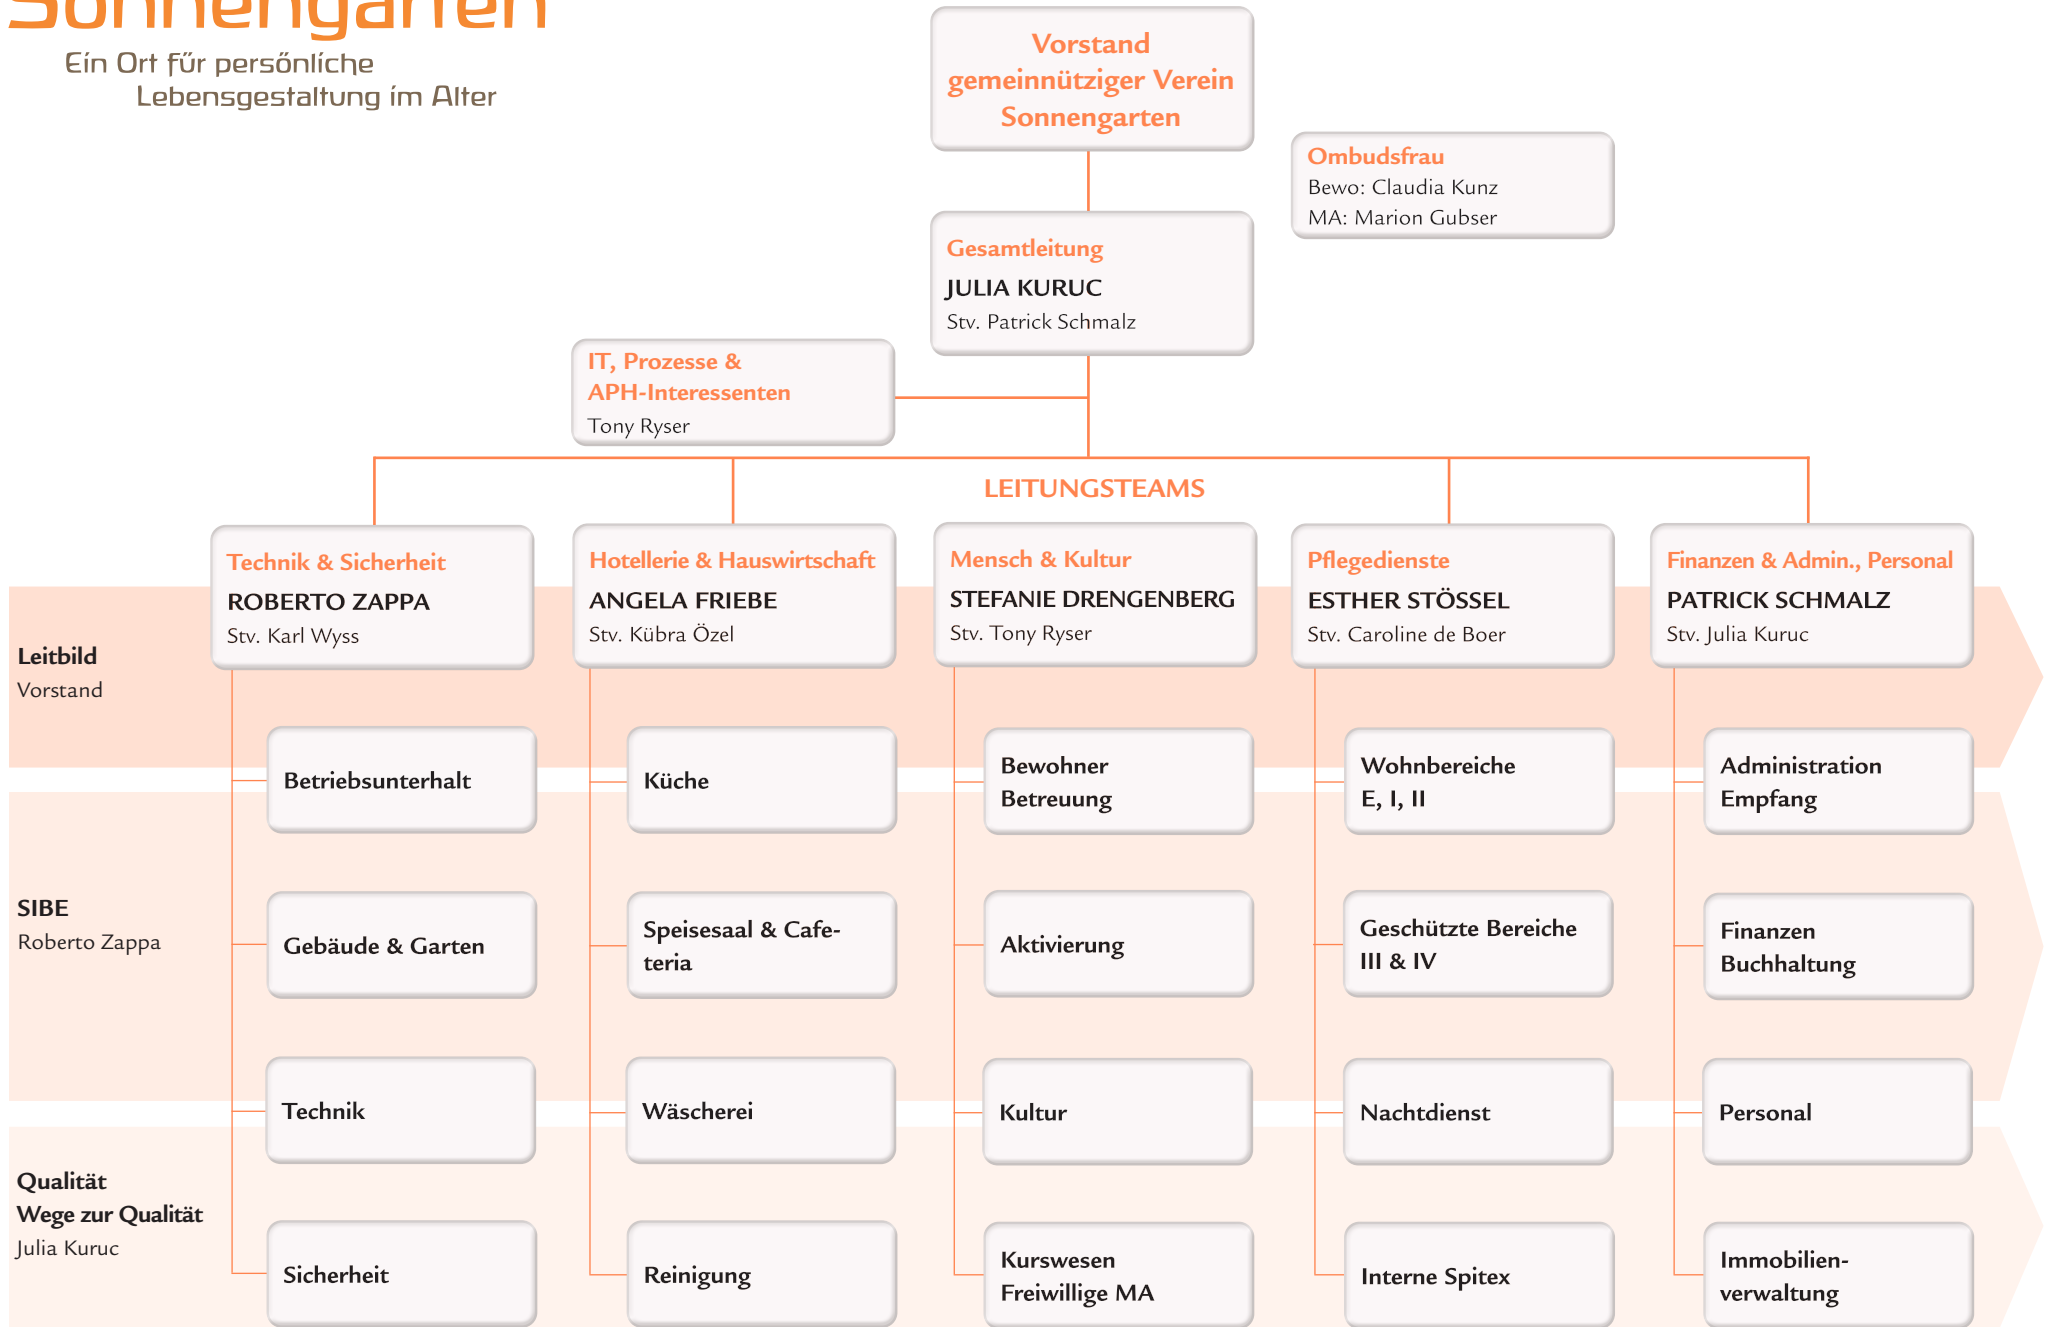 Sonnengarten
Ein Ort für persönliche
Lebensgestaltung im Alter
Vorstand
gemeinnütziger Verein
Sonnengarten
Ombudsfrau
Bewo: Claudia Kunz
MA: Marion Gubser
Gesamtleitung
JULIA KURUC
Stv. Patrick Schmalz
IT, Prozesse &
APH-Interessenten
Tony Ryser
LEITUNGSTEAMS
Technik & Sicherheit
ROBERTO ZAPPA
Stv. Karl Wyss
Hotellerie & Hauswirtschaft
ANGELA FRIEBE
Stv. Kübra Özel
Mensch & Kultur
STEFANIE DRENGENBERG
Stv. Tony Ryser
Pflegedienste
ESTHER STÖSSEL
Stv. Caroline de Boer
Finanzen & Admin., Personal
PATRICK SCHMALZ
Stv. Julia Kuruc
Leitbild
Vorstand
Betriebsunterhalt
Küche
Bewohner
Betreuung
Wohnbereiche
E, I, II
Administration
Empfang
SIBE
Roberto Zappa
Gebäude & Garten
Speisesaal & Cafe-
teria
Aktivierung
Geschützte Bereiche
III & IV
Finanzen
Buchhaltung
Technik
Wäscherei
Kultur
Nachtdienst
Personal
Qualität
Wege zur Qualität
Julia Kuruc
Sicherheit
Reinigung
Kurswesen
Freiwillige MA
Interne Spitex
Immobilien-
verwaltung